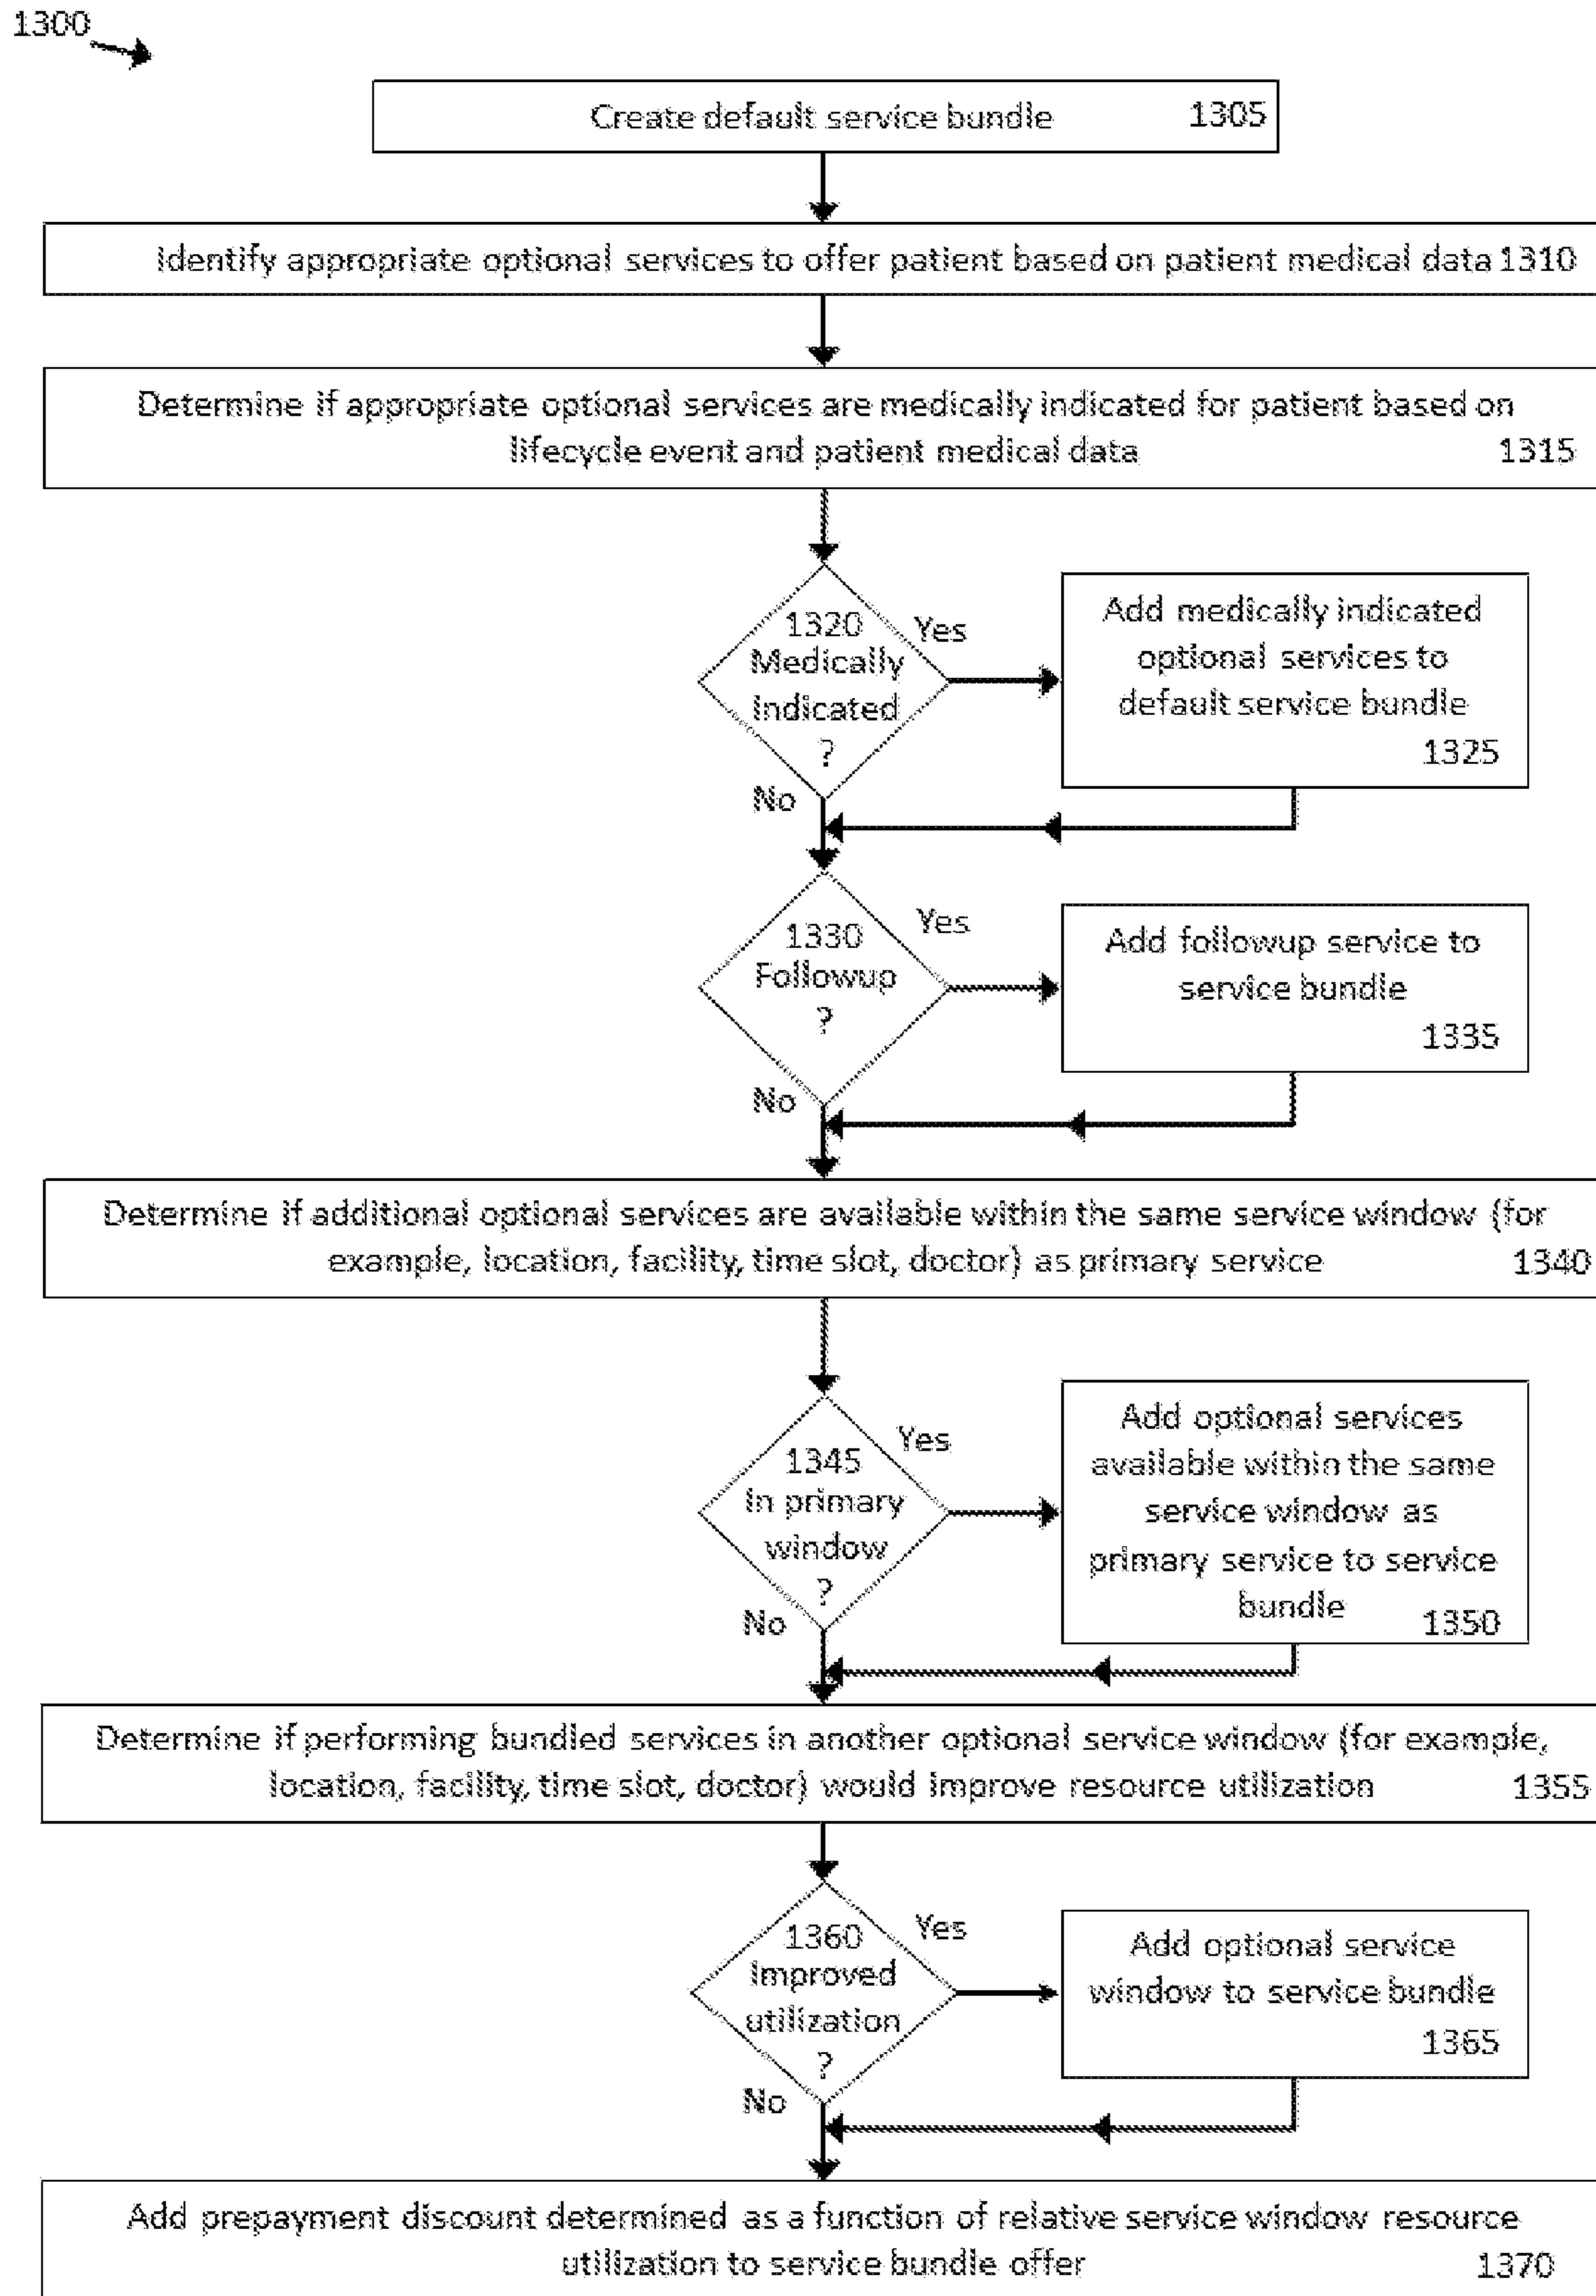 1300
Create default service bundle 1305
Identify appropriate optional services to offer patient based on patient medical data 1310
Determine if appropriate optional services are medically indicated for patient based on
lifecycle event and patient medical data 1315
1320
Medically
indicated
?
Yes
No
Add medically indicated
optional services to
default service bundle
1325
1330
Followup
?
Yes
No
Add followup service to
service bundle
1335
Determine if additional optional services are available within the same service window (for
example, location, facility, time slot, doctor) as primary service 1340
1345
In primary
window
?
Yes
No
Add optional services
available within the same
service window as
primary service to service
bundle 1350
Determine if performing bundled services in another optional service window (for example,
location, facility, time slot, doctor) would improve resource utilization 1355
1360
Improved
utilization
?
Yes
No
Add optional service
window to service bundle
1365
Add prepayment discount determined as a function of relative service window resource
utilization to service bundle offer 1370